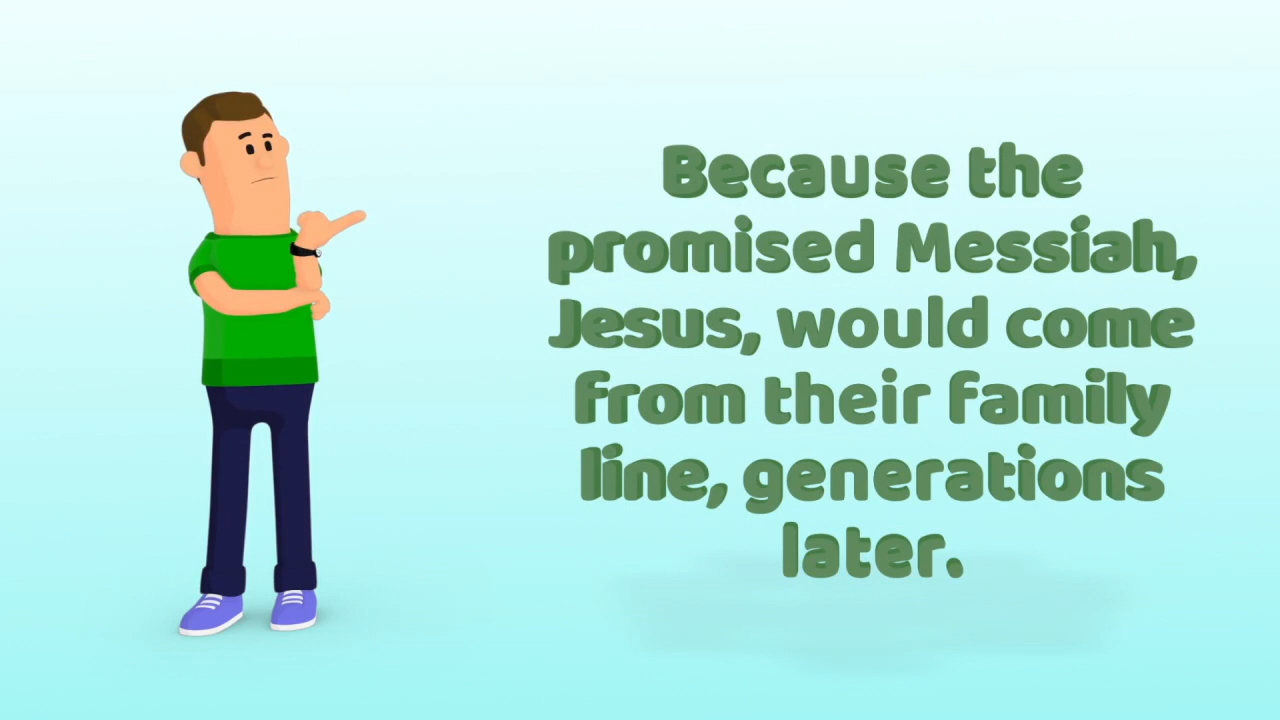 Because the
promised Messiah,
Jesus, would come
from their family
line, generations
later.